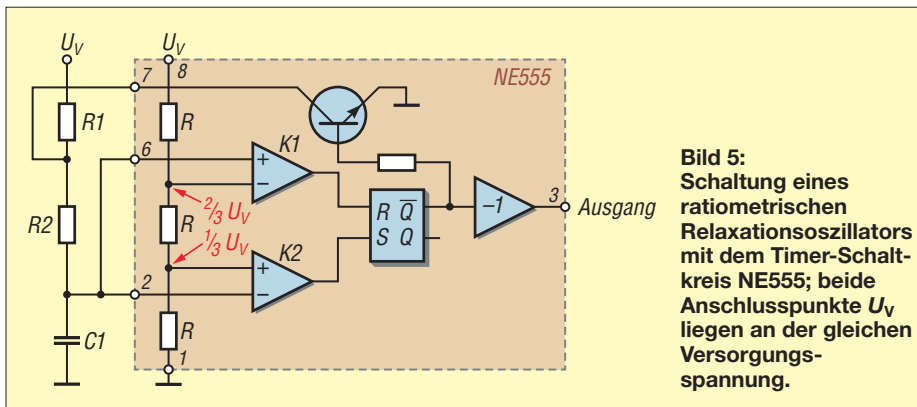 U_V
U_V
NE555
7
8
R1
R
6
K1
+
−
2/3 U_V
R2
R
R Q̅
S Q
−1
3
Ausgang
1/3 U_V
K2
+
−
2
C1
R
1
Bild 5:
Schaltung eines
ratiometrischen
Relaxationsoszillators
mit dem Timer-Schalt-
kreis NE555; beide
Anschlusspunkte U_V
liegen an der gleichen
Versorgungs-
spannung.